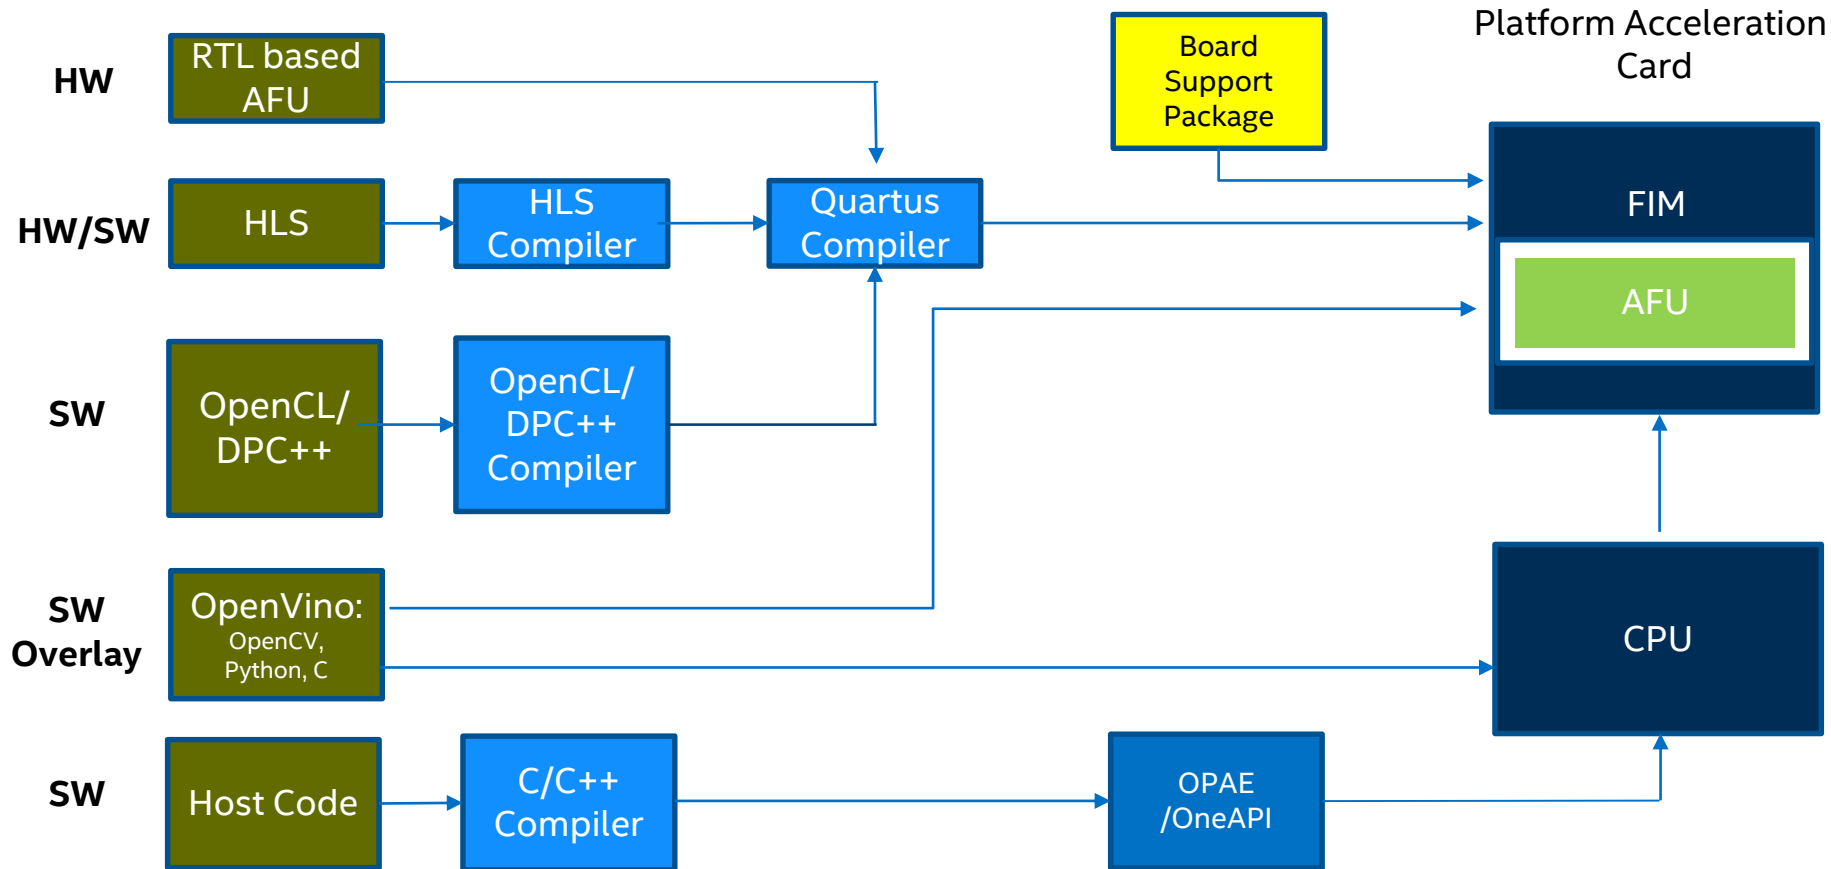 Platform Acceleration
Card
HW
RTL based
AFU
Board
Support
Package
HW/SW
HLS
HLS
Compiler
Quartus
Compiler
FIM
AFU
SW
OpenCL/
DPC++
OpenCL/
DPC++
Compiler
SW
Overlay
OpenVino:
OpenCV,
Python, C
CPU
SW
Host Code
C/C++
Compiler
OPAE
/OneAPI